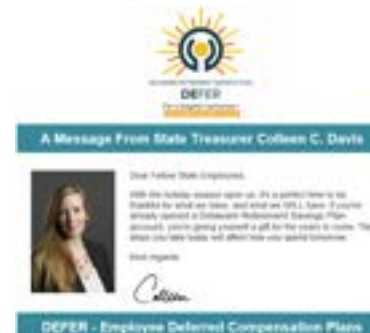 DEFER
A Message From State Treasurer Colleen C. Davis
Dear Fellow State Employees,
With the holiday season upon us, it's a perfect time to be
thankful for what we have, and what we WILL have. If you've
already opened a Delaware Retirement Savings Plan
account, you're giving yourself a gift for the years to come. The
steps you take today will affect how you spend tomorrow.
Best regards,
Colleen
DEFER - Employee Deferred Compensation Plans